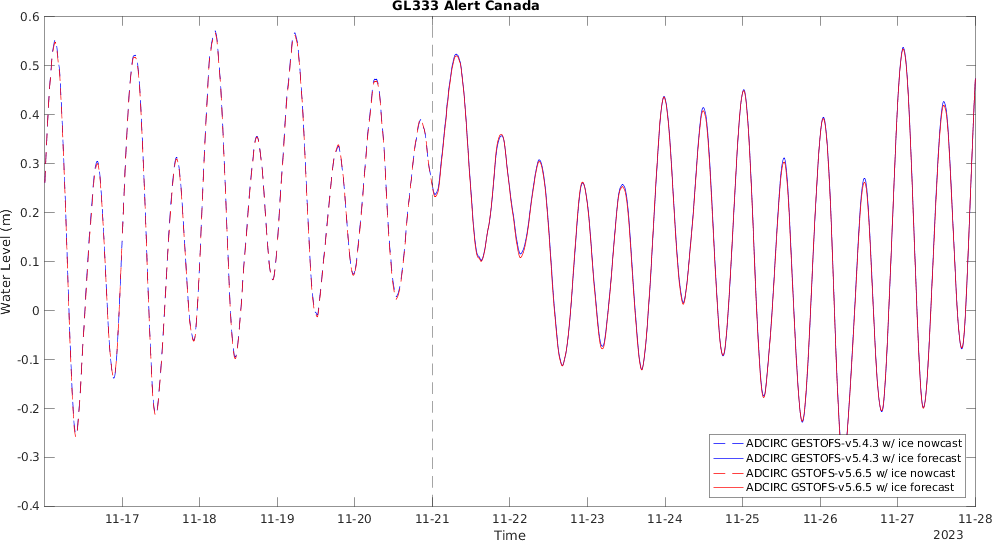 GL333 Alert Canada
0.6
0.5
0.4
0.3
0.2
0.1
0
-0.1
-0.2
-0.3
-0.4
Water Level (m)
ADCIRC GESTOFS-v5.4.3 w/ ice nowcast
ADCIRC GESTOFS-v5.4.3 w/ ice forecast
ADCIRC GSTOFS-v5.6.5 w/ ice nowcast
ADCIRC GSTOFS-v5.6.5 w/ ice forecast
11-17 11-18 11-19 11-20 11-21 11-22 11-23 11-24 11-25 11-26 11-27 11-28
Time
2023